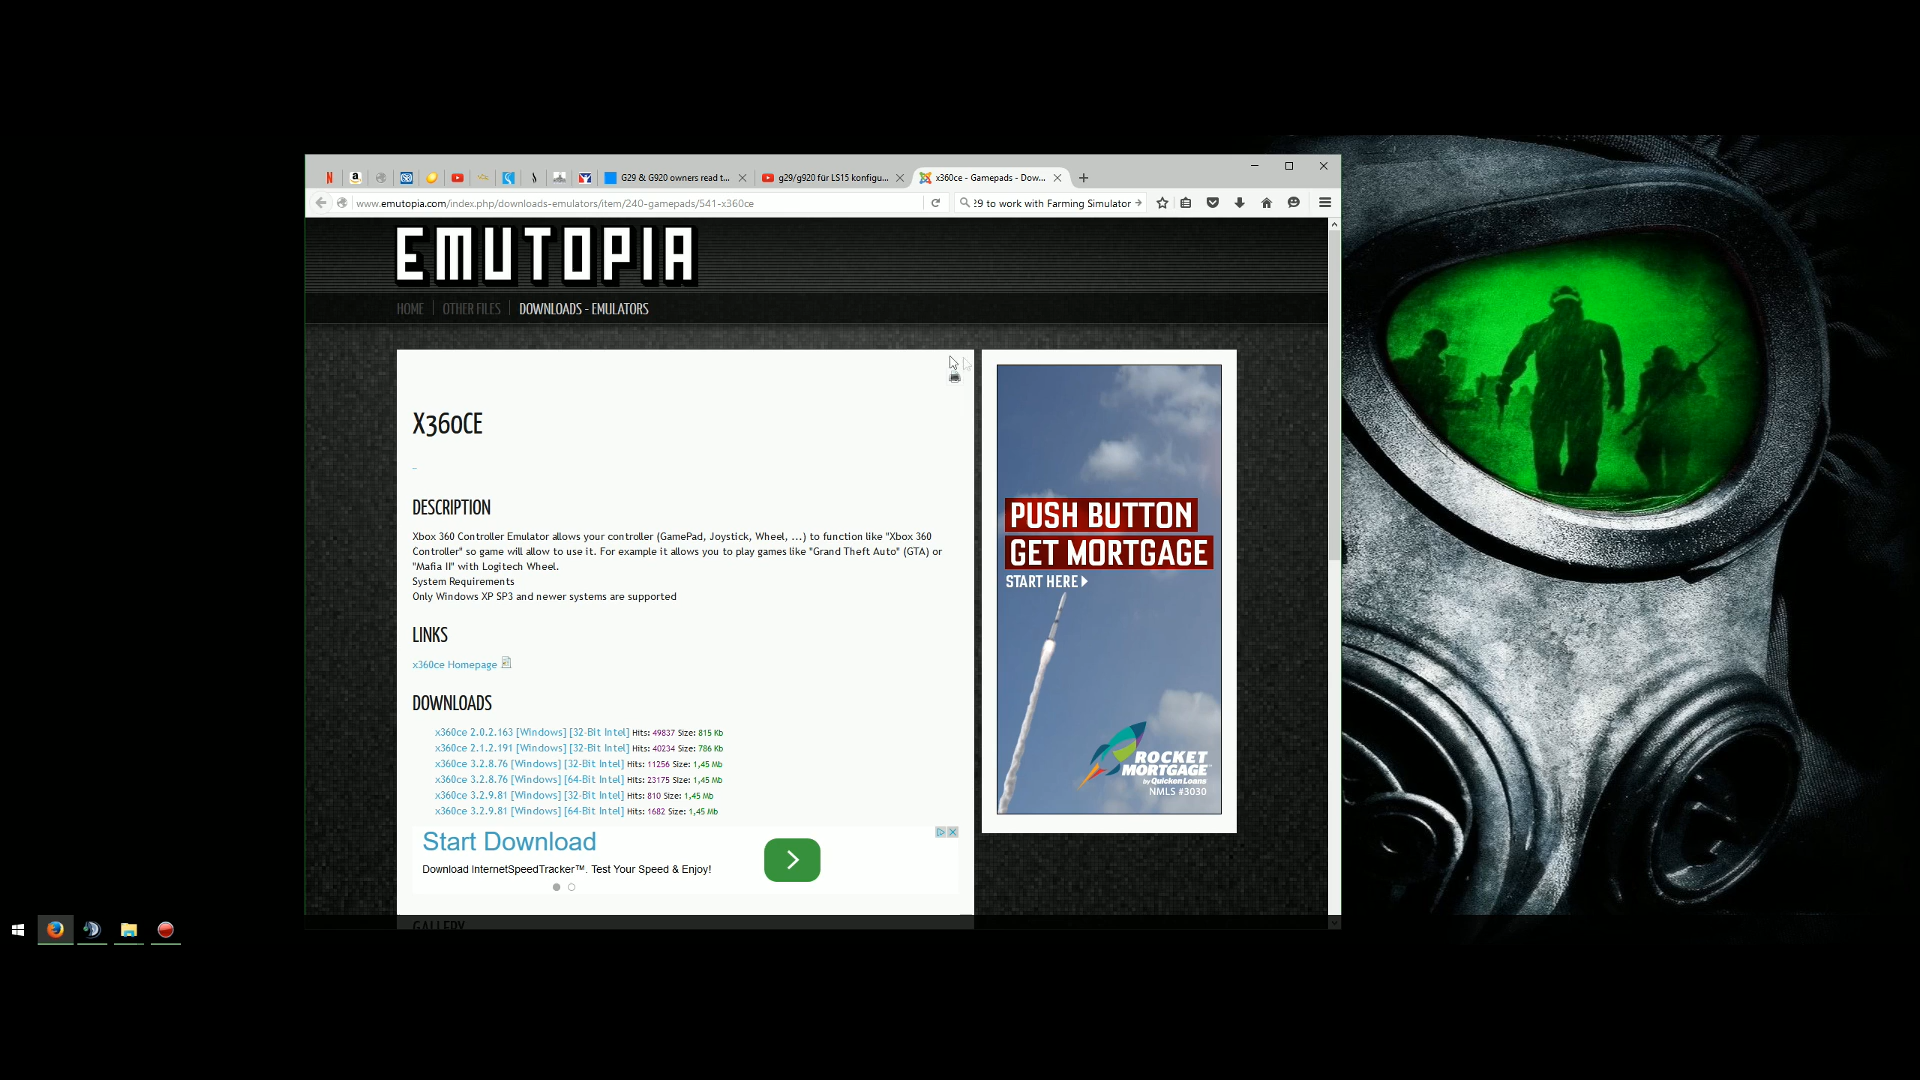 G29 & G920 owners read t...
g29/g920 für LS15 konfigu...
x360ce - Gamepads - Dow...
www.emutopia.com/index.php/downloads-emulators/item/240-gamepads/541-x360ce
29 to work with Farming Simulator
EMUTOPIA
HOME
OTHER FILES
DOWNLOADS - EMULATORS
X360CE
DESCRIPTION
Xbox 360 Controller Emulator allows your controller (GamePad, Joystick, Wheel, ...) to function like "Xbox 360
Controller" so game will allow to use it. For example it allows you to play games like "Grand Theft Auto" (GTA) or
"Mafia II" with Logitech Wheel.
System Requirements
Only Windows XP SP3 and newer systems are supported
LINKS
x360ce Homepage
DOWNLOADS
x360ce 2.0.2.163 [Windows] [32-Bit Intel] Hits: 49837 Size: 815 Kb
x360ce 2.1.2.191 [Windows] [32-Bit Intel] Hits: 40234 Size: 786 Kb
x360ce 3.2.8.76 [Windows] [32-Bit Intel] Hits: 11256 Size: 1,45 Mb
x360ce 3.2.8.76 [Windows] [64-Bit Intel] Hits: 23175 Size: 1,45 Mb
x360ce 3.2.9.81 [Windows] [32-Bit Intel] Hits: 810 Size: 1,45 Mb
x360ce 3.2.9.81 [Windows] [64-Bit Intel] Hits: 1682 Size: 1,45 Mb
Start Download
Download InternetSpeedTracker™. Test Your Speed & Enjoy!
GALLERY
PUSH BUTTON
GET MORTGAGE
START HERE
ROCKET
MORTGAGE™
by Quicken Loans
NMLS #3030